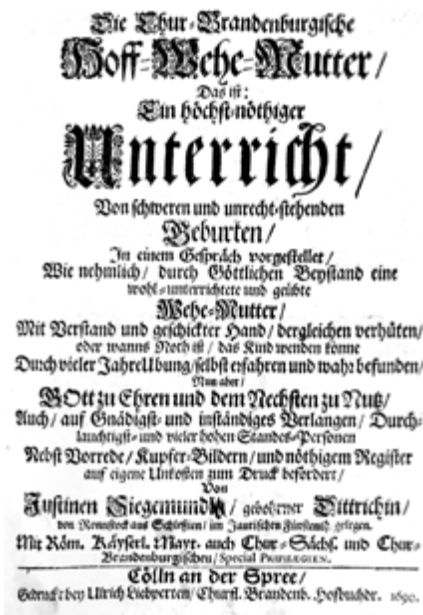 Die Chur-Brandenburgische
Hoff-Wehe-Mutter/
Das ist:
Ein höchst-nöthiger
Unterricht/
Von schweren und unrecht-stehenden
Geburten/
In einem Gespräch vorgestellet/
Wie nehmlich/ durch Göttlichen Beystand eine
wohl-unterrichtete und geübte
Wehe-Mutter/
Mit Verstand und geschickter Hand/ dergleichen verhüten/
oder wanns Noth ist/ das Kind wenden könne
Durch vieler Jahre Ubung/ selbst erfahren und wahr befunden/
Nun aber/
GOtt zu Ehren und dem Nechsten zu Nutz/
Auch/ auf Gnädigst- und inständiges Verlangen/ Durch-
lauchtigst- und vieler hohen Standes-Personen
Nebst Vorrede/ Kupfer-Bildern/ und nöthigem Register
auf eigene Unkosten zum Druck befördert/
Von
Justinen Siegemundin/ gebohrner Dittrichin/
von Ronnstock aus Schlesien/ im Jaurischen Fürstenth. gelegen.
Mit Röm. Käyserl. Mayt. auch Chur-Sächs. und Chur-
Brandenburgischen/ Special PRIVILEGIEN.
Cölln an der Spree/
Gedruckt bey Ulrich Liebperten/ Churfl. Brandenb. Hofbuchdr. 1690.